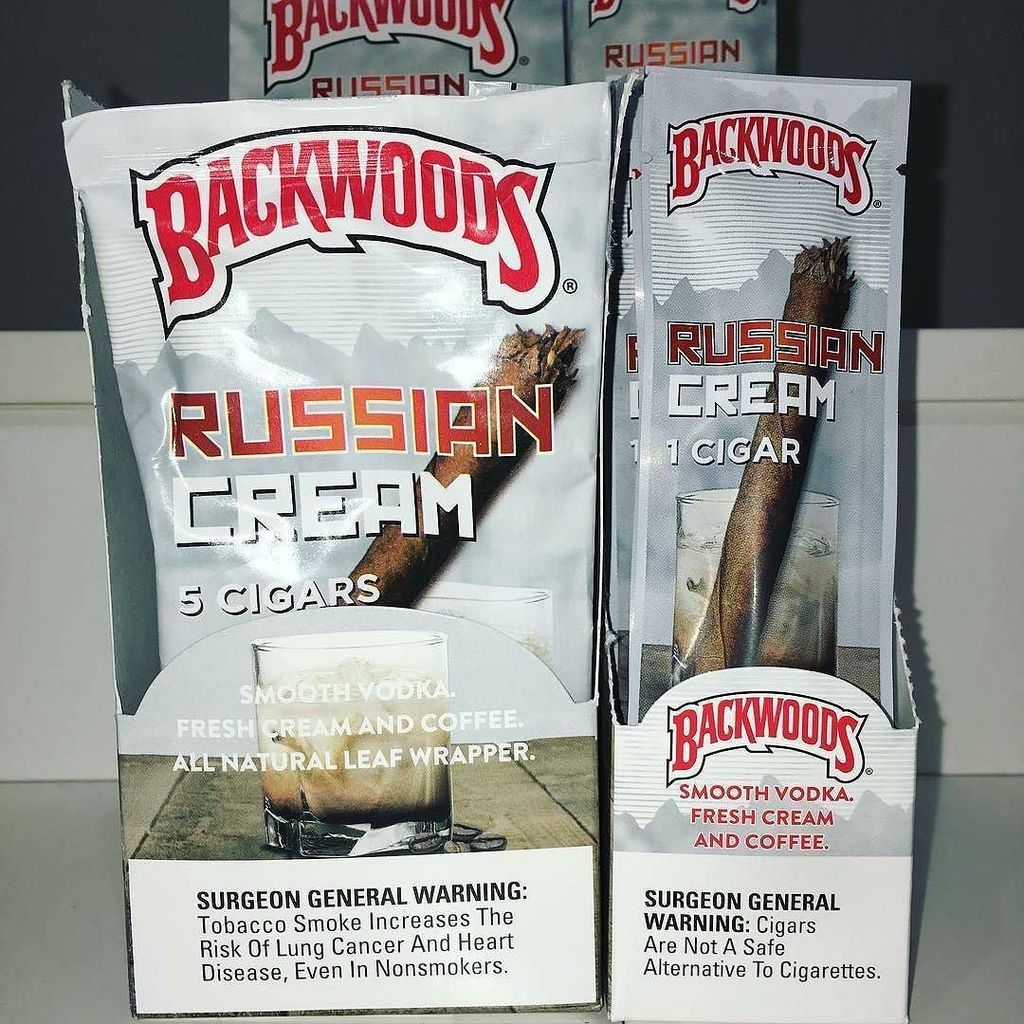 BACKWOODS®
RUSSIAN
RUSSIAN
BACKWOODS®
RUSSIAN
CREAM
5 CIGARS
SMOOTH VODKA.
FRESH CREAM AND COFFEE.
ALL NATURAL LEAF WRAPPER.
SURGEON GENERAL WARNING:
Tobacco Smoke Increases The
Risk Of Lung Cancer And Heart
Disease, Even In Nonsmokers.
BACKWOODS®
RUSSIAN
CREAM
1 CIGAR
BACKWOODS®
SMOOTH VODKA.
FRESH CREAM
AND COFFEE.
SURGEON GENERAL
WARNING: Cigars
Are Not A Safe
Alternative To Cigarettes.